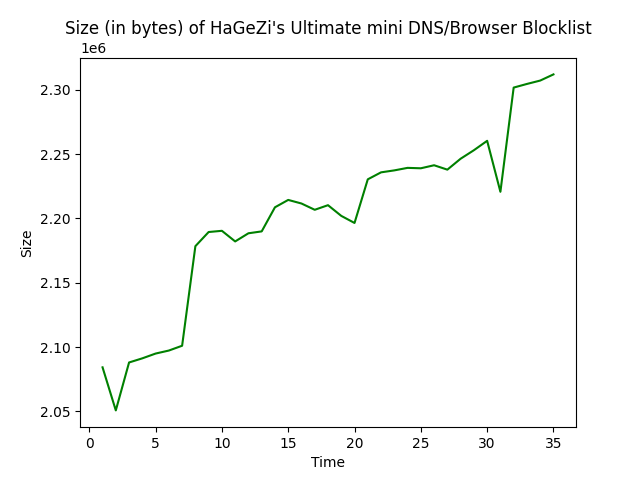 Size (in bytes) of HaGeZi's Ultimate mini DNS/Browser Blocklist
1e6
2.30
2.25
2.20
2.15
2.10
2.05
Size
0 5 10 15 20 25 30 35
Time